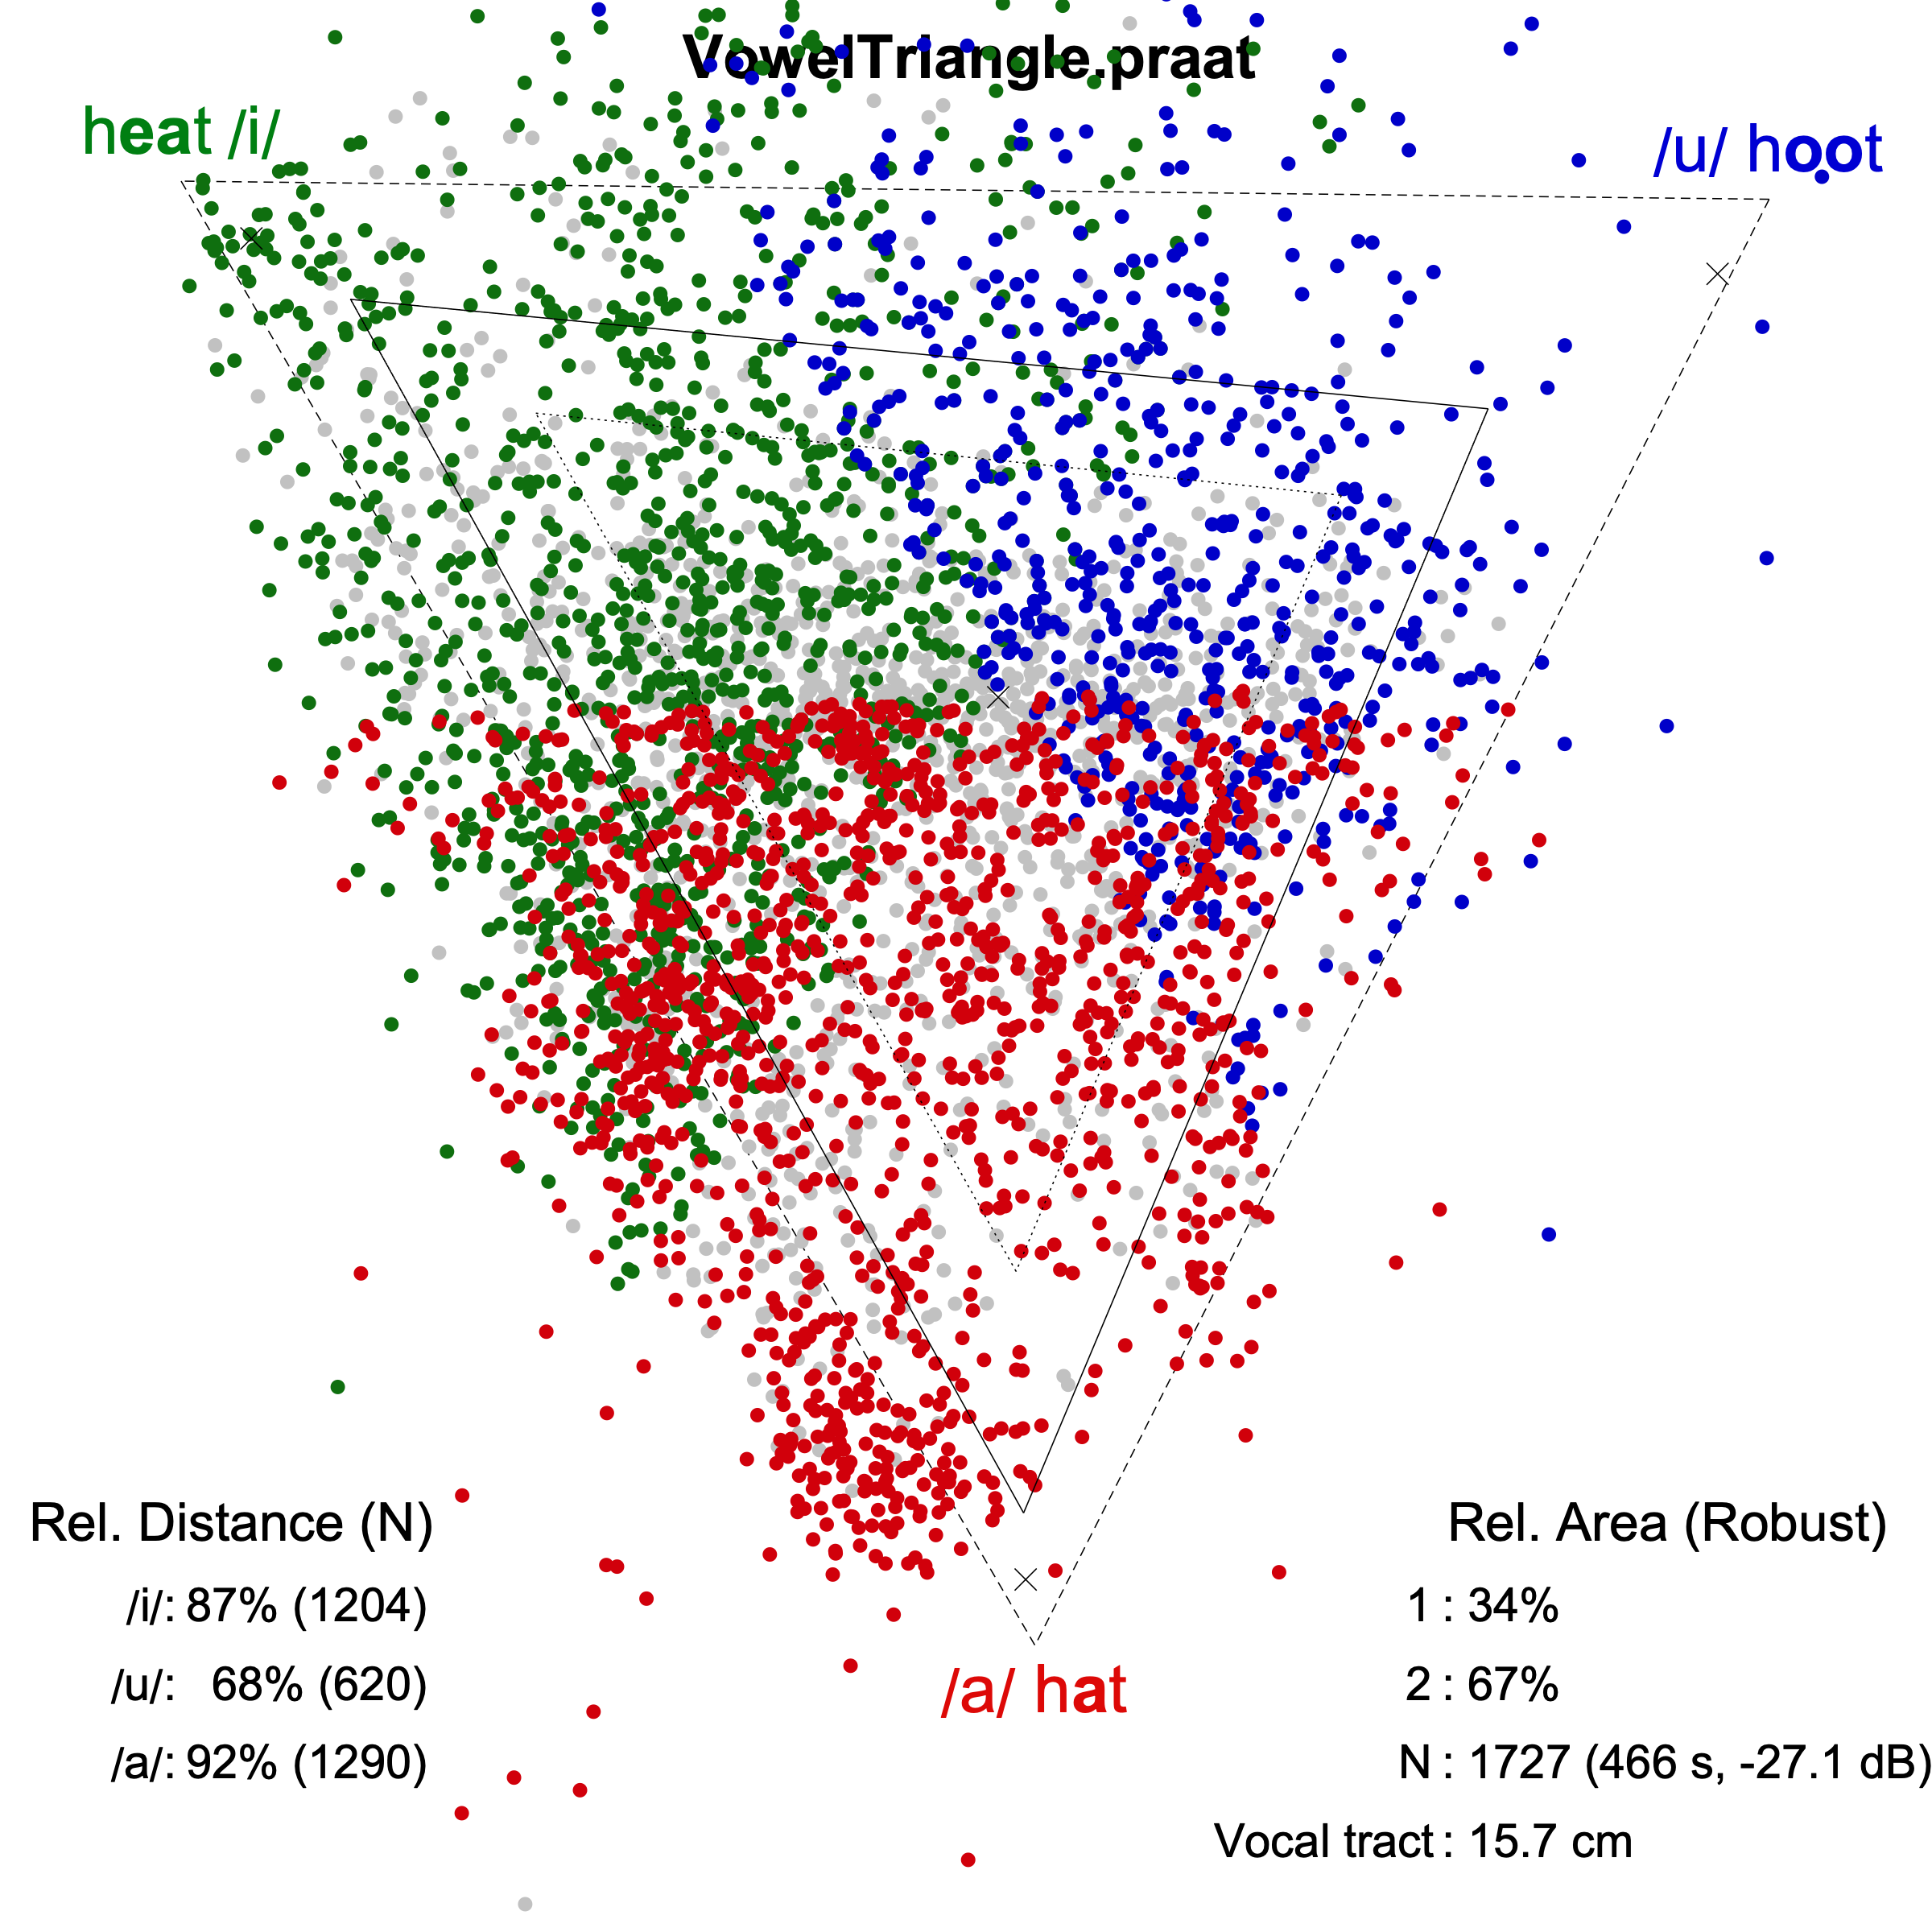 VowelTriangle.praat
heat /i/
/u/ hoot
/a/ hat
Rel. Distance (N)
/i/: 87% (1204)
/u/: 68% (620)
/a/: 92% (1290)
Rel. Area (Robust)
1 : 34%
2 : 67%
N : 1727 (466 s, -27.1 dB)
Vocal tract : 15.7 cm